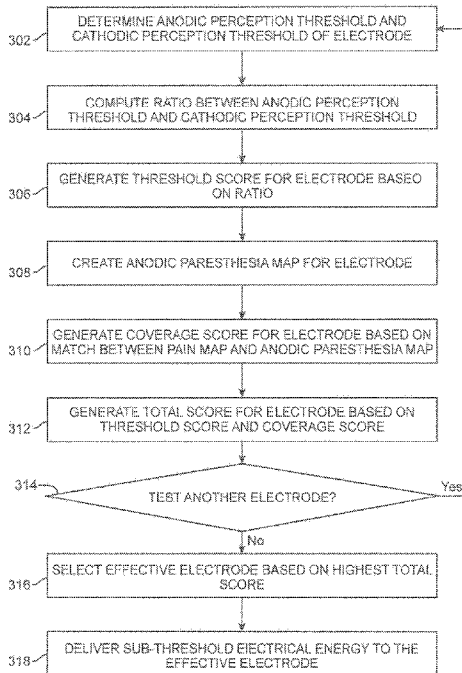 302
DETERMINE ANODIC PERCEPTION THRESHOLD AND
CATHODIC PERCEPTION THRESHOLD OF ELECTRODE
304
COMPUTE RATIO BETWEEN ANODIC PERCEPTION
THRESHOLD AND CATHODIC PERCEPTION THRESHOLD
306
GENERATE THRESHOLD SCORE FOR ELECTRODE BASED
ON RATIO
308
CREATE ANODIC PARESTHESIA MAP FOR ELECTRODE
310
GENERATE COVERAGE SCORE FOR ELECTRODE BASED ON
MATCH BETWEEN PAIN MAP AND ANODIC PARESTHESIA MAP
312
GENERATE TOTAL SCORE FOR ELECTRODE BASED ON
THRESHOLD SCORE AND COVERAGE SCORE
314
TEST ANOTHER ELECTRODE?
Yes
No
316
SELECT EFFECTIVE ELECTRODE BASED ON HIGHEST TOTAL
SCORE
318
DELIVER SUB-THRESHOLD ELECTRICAL ENERGY TO THE
EFFECTIVE ELECTRODE